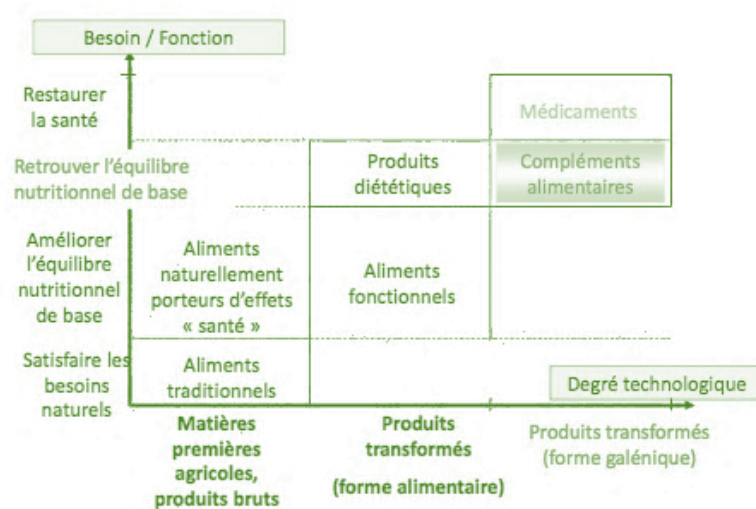 Besoin / Fonction
Restaurer
la santé
Médicaments
Retrouver l'équilibre
nutritionnel de base
Produits
diététiques
Compléments
alimentaires
Améliorer
l'équilibre
nutritionnel
de base
Aliments
naturellement
porteurs d'effets
« santé »
Aliments
fonctionnels
Satisfaire les
besoins
naturels
Aliments
traditionnels
Degré technologique
Matières
premières
agricoles,
produits bruts
Produits
transformés
(forme alimentaire)
Produits transformés
(forme galénique)